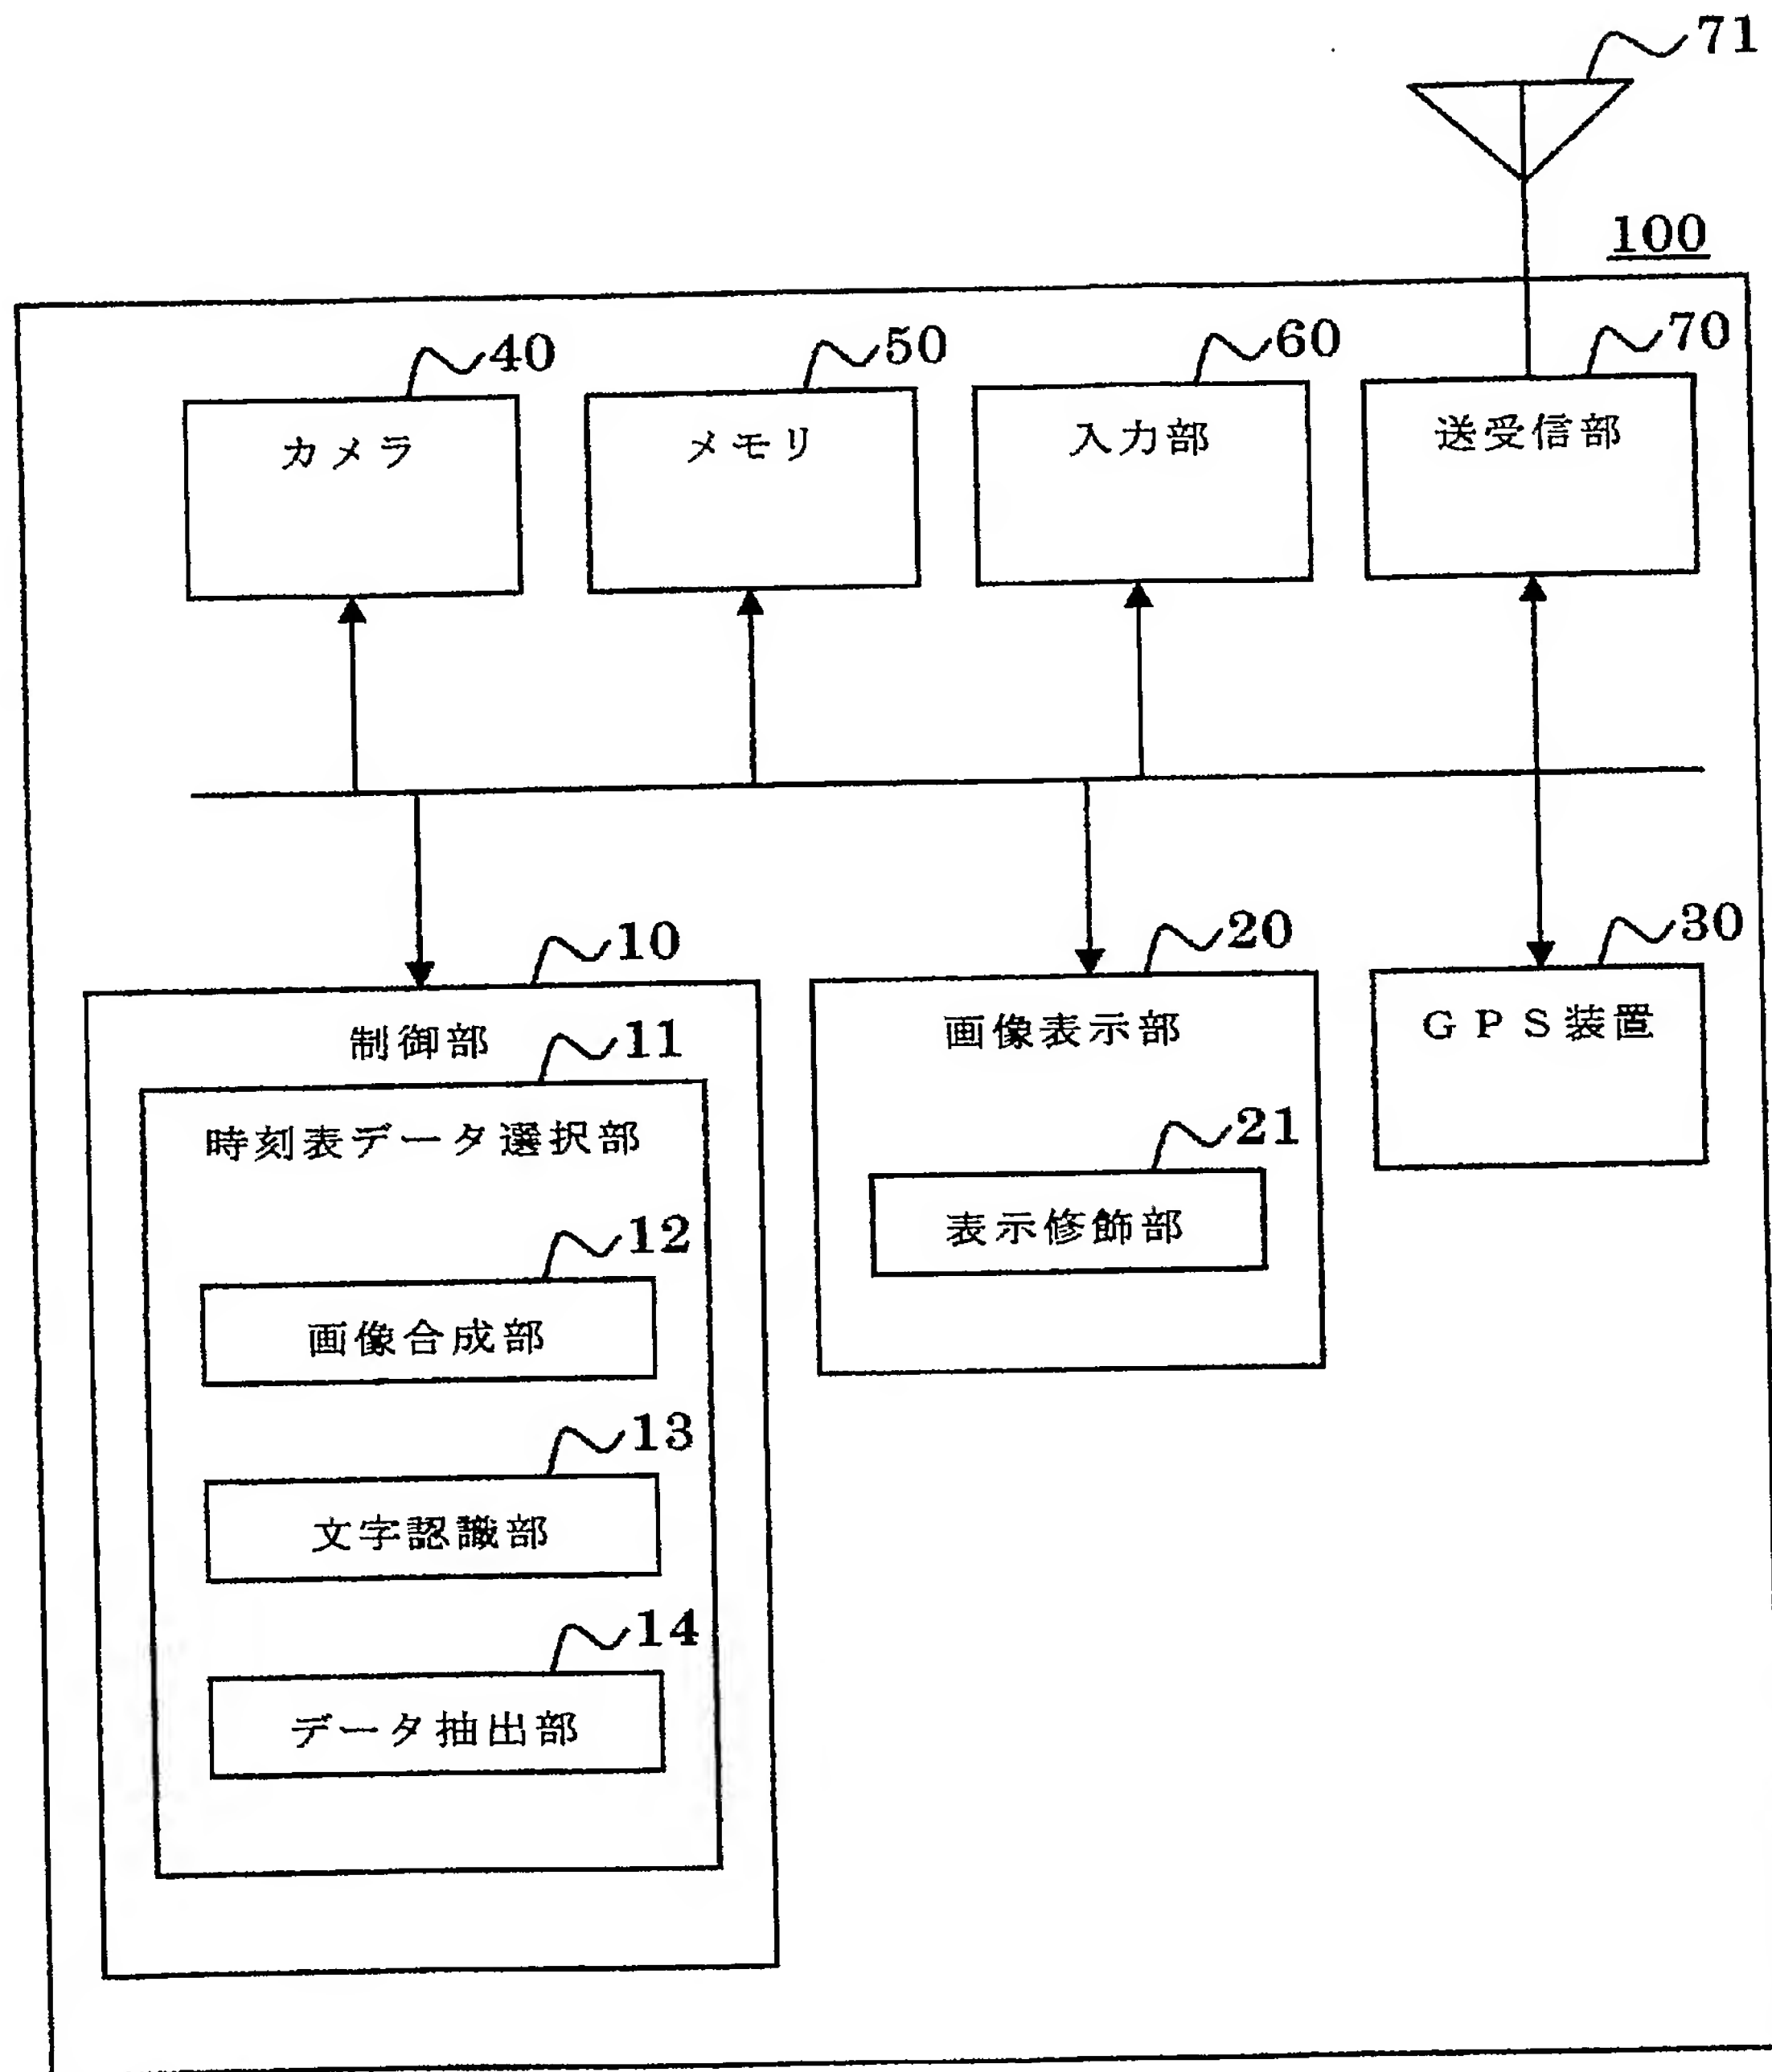 71
100
40
50
60
70
カメラ
メモリ
入力部
送受信部
10
20
30
制御部
画像表示部
GPS装置
11
時刻表データ選択部
21
表示修飾部
12
画像合成部
13
文字認識部
14
データ抽出部